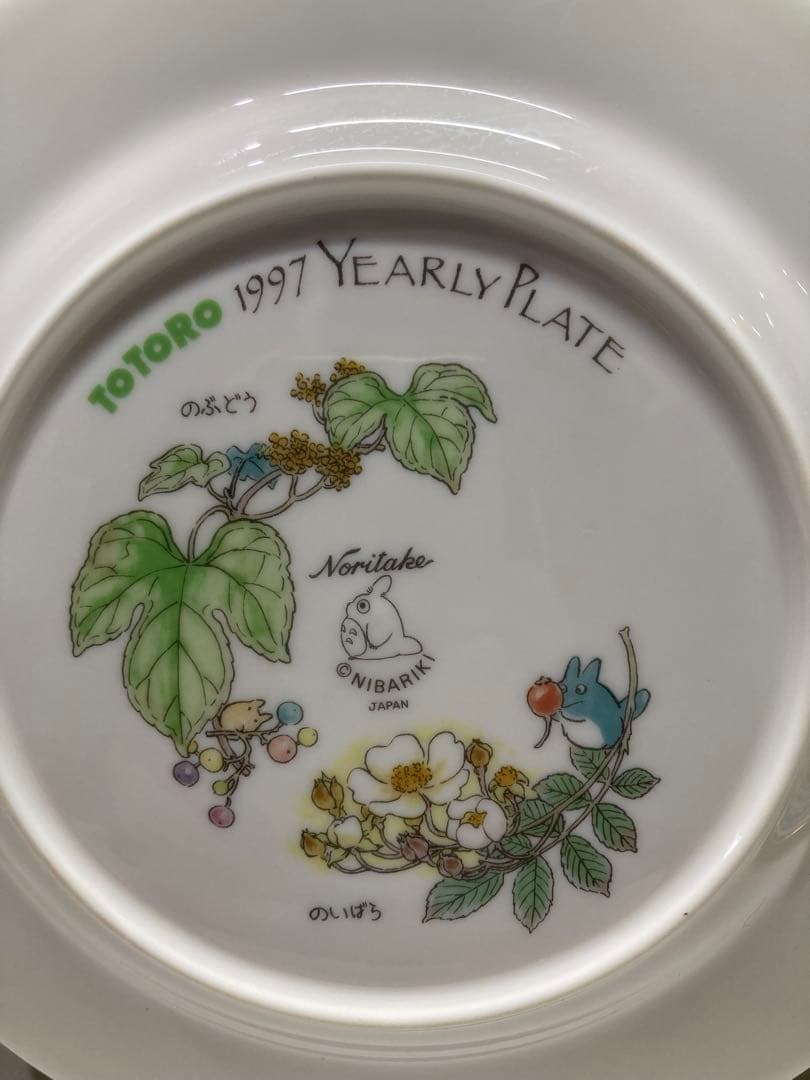 TOTORO 1997 YEARLY PLATE
のぶどう
Noritake
©NIBARIKI
JAPAN
のいばら